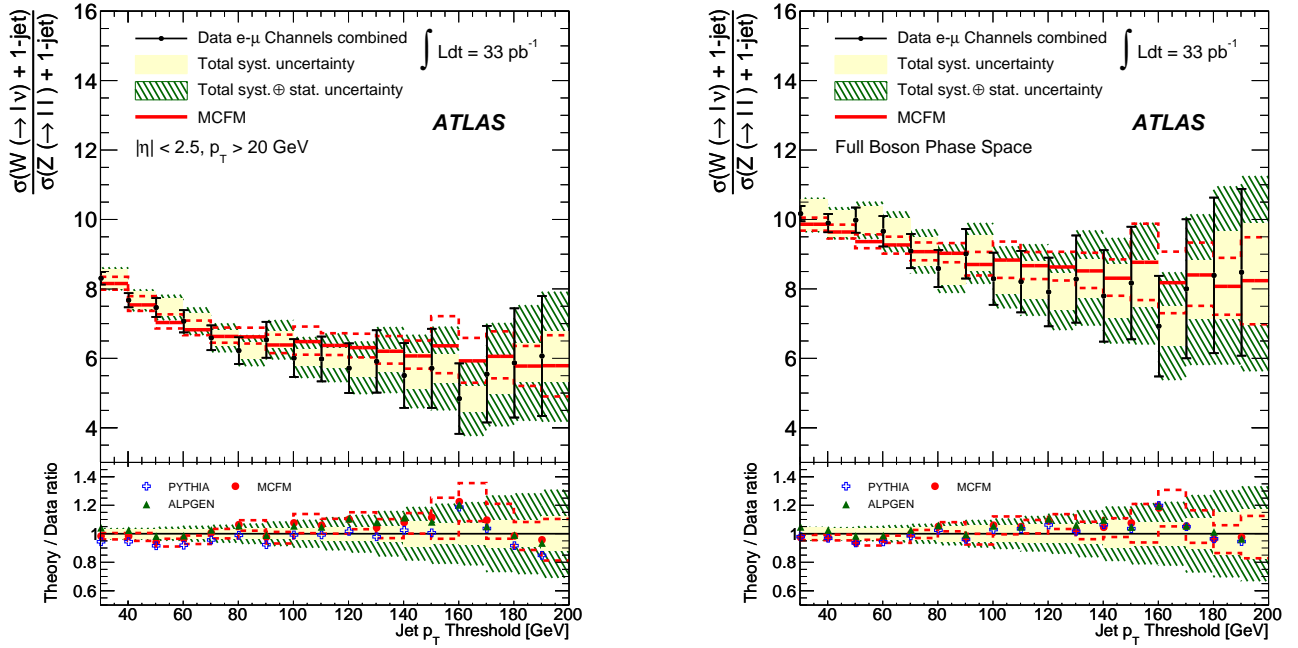 σ(W (→ l ν) + 1-jet)
σ(Z (→ l l) + 1-jet)
16
14
12
10
8
6
4
Data e-μ Channels combined
Total syst. uncertainty
Total syst.⊕ stat. uncertainty
MCFM
∫ Ldt = 33 pb⁻¹
ATLAS
|η| < 2.5, p_T > 20 GeV
Theory / Data ratio
1.4
1.2
1
0.8
0.6
PYTHIA
MCFM
ALPGEN
40 60 80 100 120 140 160 180 200
Jet p_T Threshold [GeV]
σ(W (→ l ν) + 1-jet)
σ(Z (→ l l) + 1-jet)
16
14
12
10
8
6
4
Data e-μ Channels combined
Total syst. uncertainty
Total syst.⊕ stat. uncertainty
MCFM
∫ Ldt = 33 pb⁻¹
ATLAS
Full Boson Phase Space
Theory / Data ratio
1.4
1.2
1
0.8
0.6
PYTHIA
MCFM
ALPGEN
40 60 80 100 120 140 160 180 200
Jet p_T Threshold [GeV]